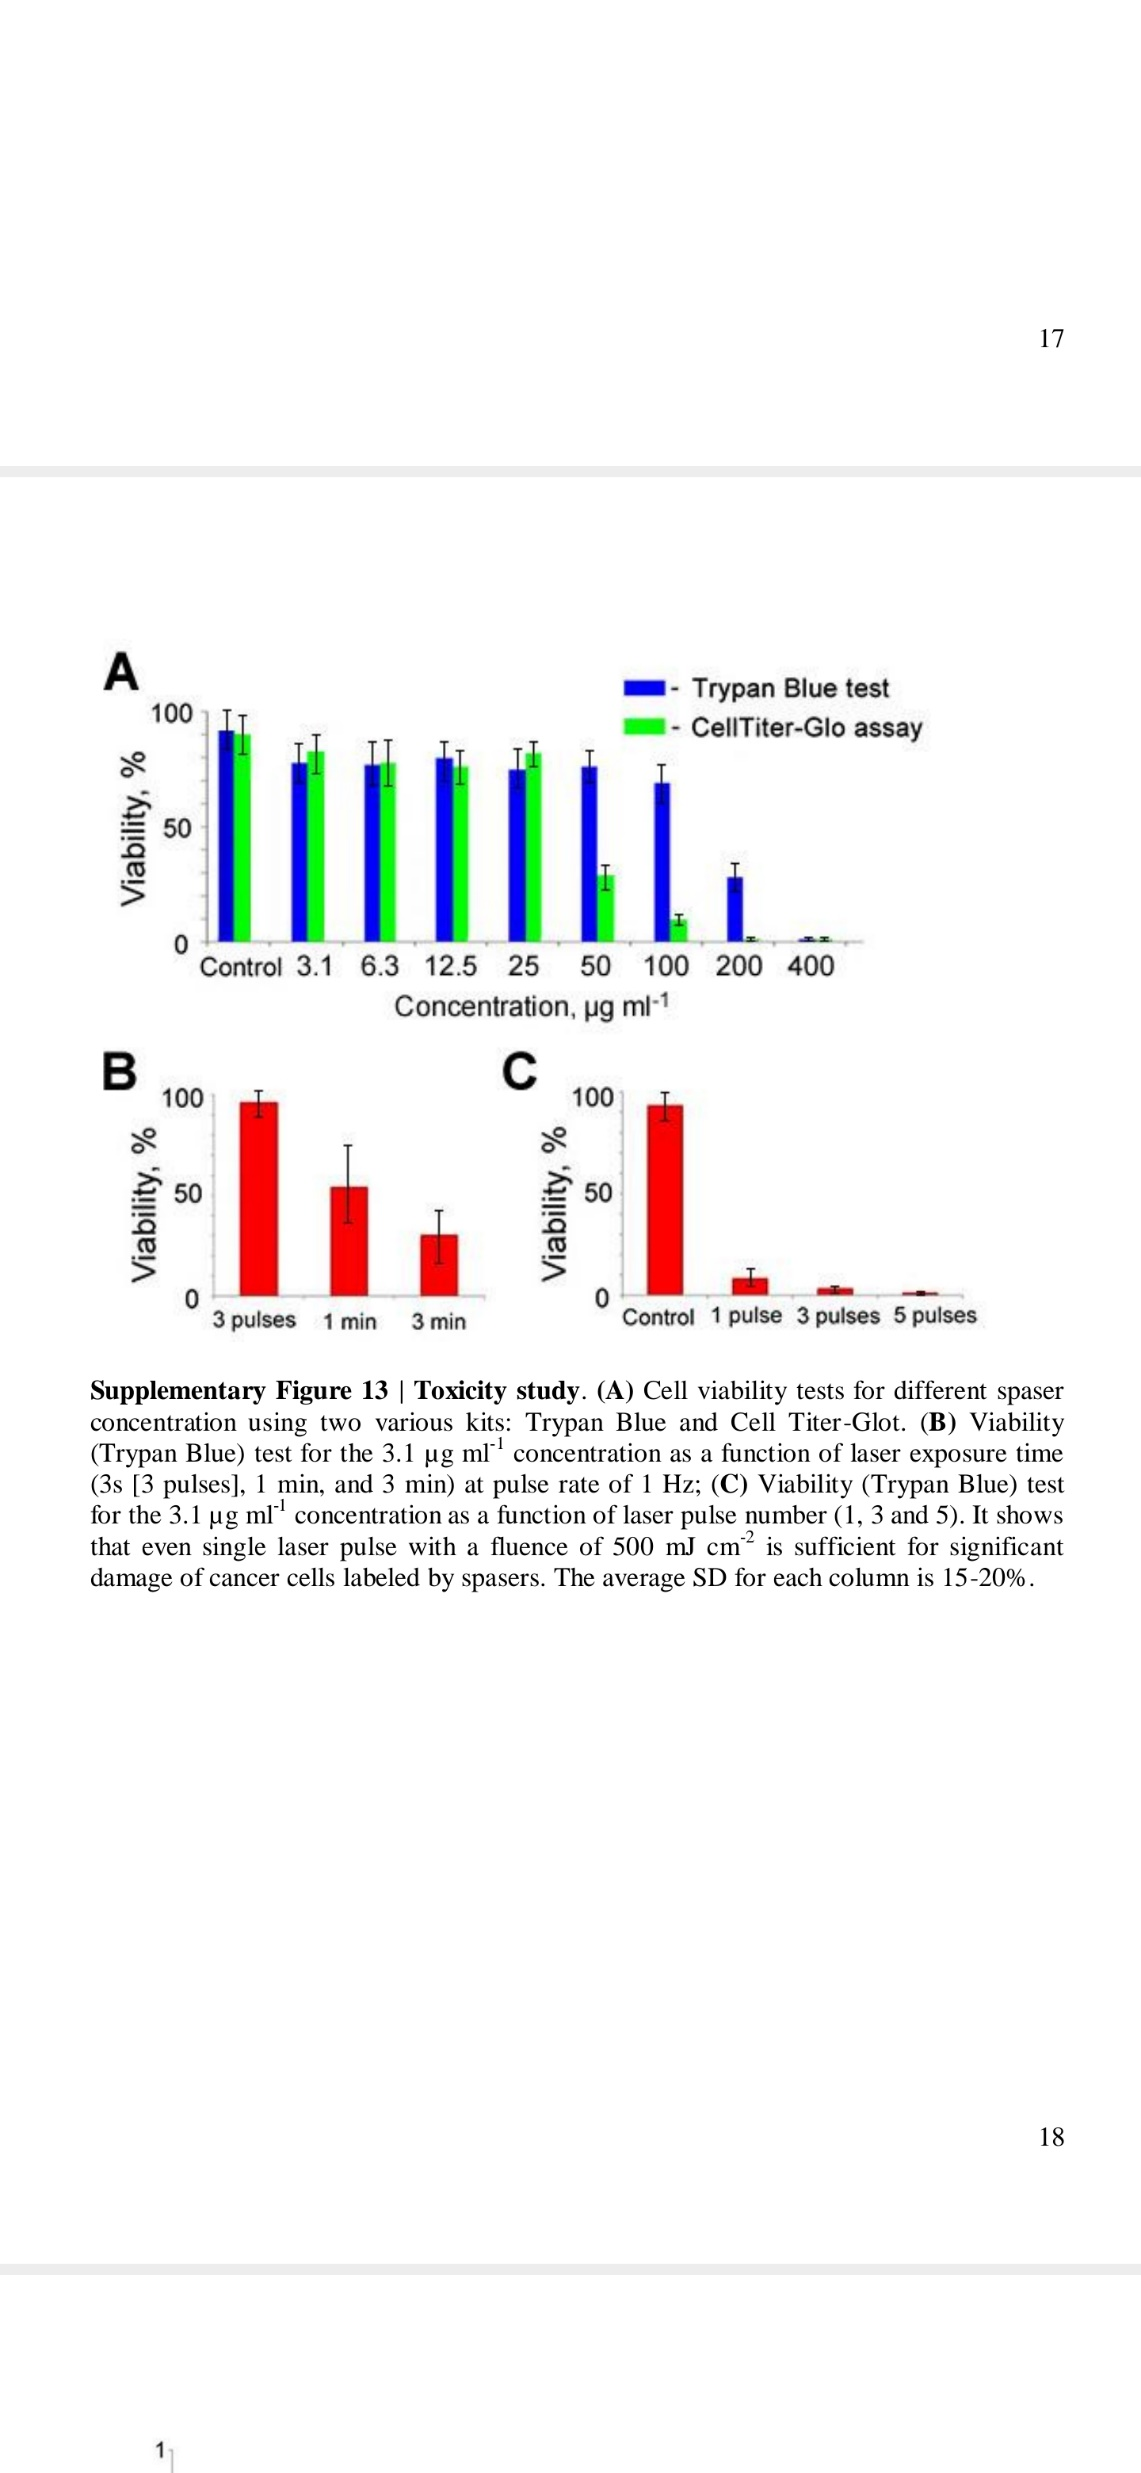 17
A
- Trypan Blue test
- CellTiter-Glo assay
100
50
0
Viability, %
Control 3.1 6.3 12.5 25 50 100 200 400
Concentration, µg ml-1
B
100
50
0
Viability, %
3 pulses 1 min 3 min
C
100
50
0
Viability, %
Control 1 pulse 3 pulses 5 pulses
Supplementary Figure 13 | Toxicity study. (A) Cell viability tests for different spaser
concentration using two various kits: Trypan Blue and Cell Titer-Glot. (B) Viability
(Trypan Blue) test for the 3.1 µg ml-1 concentration as a function of laser exposure time
(3s [3 pulses], 1 min, and 3 min) at pulse rate of 1 Hz; (C) Viability (Trypan Blue) test
for the 3.1 µg ml-1 concentration as a function of laser pulse number (1, 3 and 5). It shows
that even single laser pulse with a fluence of 500 mJ cm-2 is sufficient for significant
damage of cancer cells labeled by spasers. The average SD for each column is 15-20%.
18
1